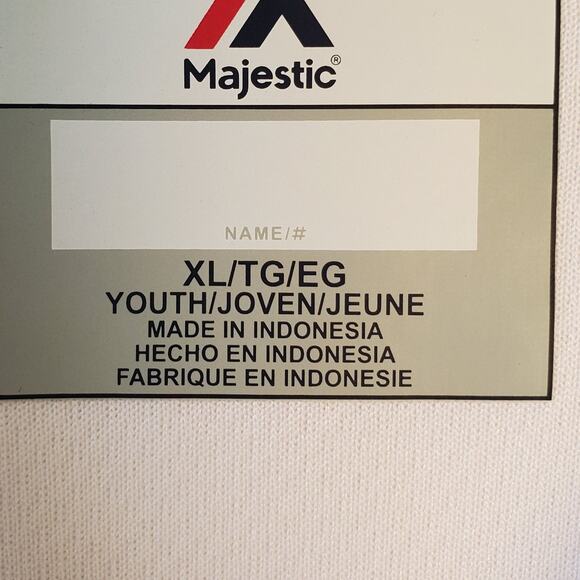 Majestic®
NAME/#
XL/TG/EG
YOUTH/JOVEN/JEUNE
MADE IN INDONESIA
HECHO EN INDONESIA
FABRIQUE EN INDONESIE